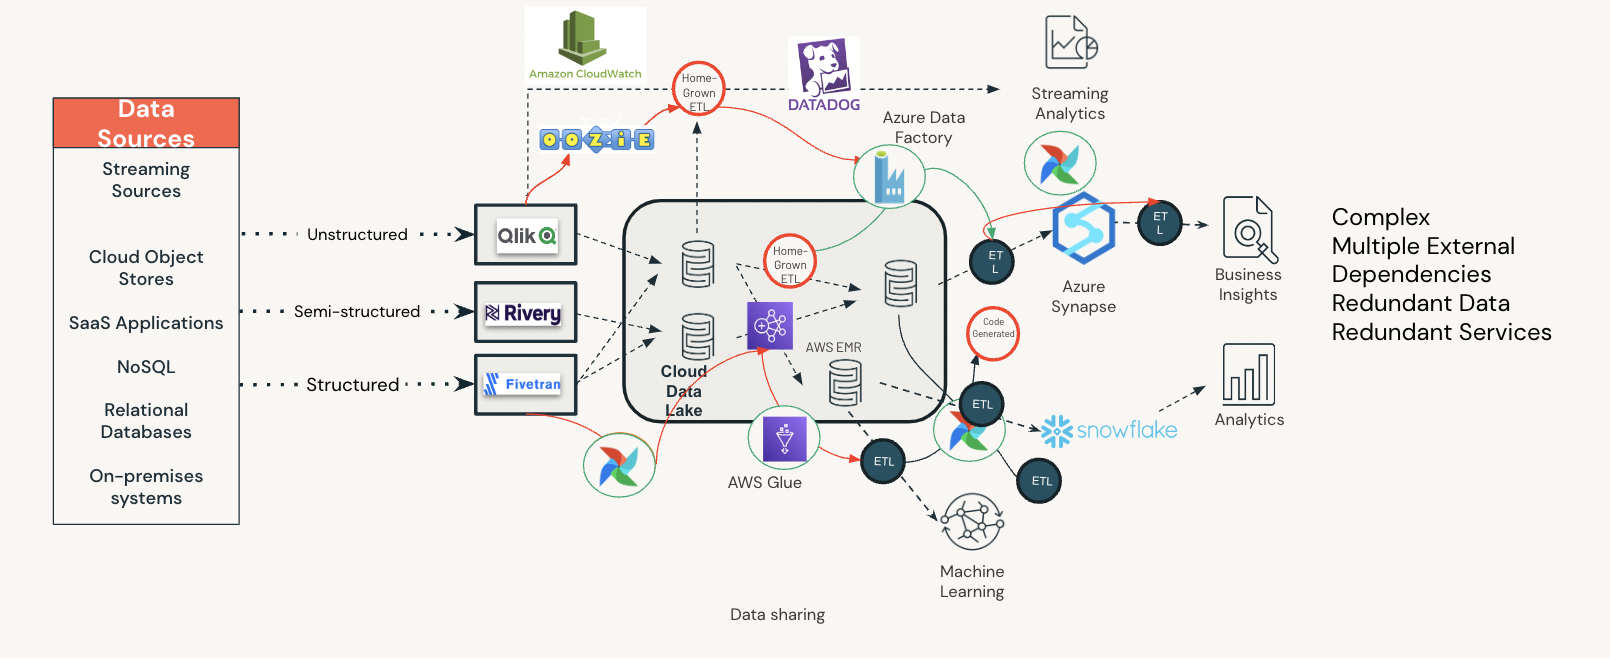 Data
Sources
Streaming
Sources
Cloud Object
Stores
SaaS Applications
NoSQL
Relational
Databases
On-premises
systems
Unstructured
Semi-structured
Structured
Qlik
Rivery
Fivetran
Amazon CloudWatch
OOZiE
Home-
Grown
ETL
DATADOG
Azure Data
Factory
Streaming
Analytics
Home-
Grown
ETL
Cloud
Data
Lake
AWS EMR
AWS Glue
ET
L
Azure
Synapse
ET
L
Business
Insights
Code
Generated
ETL
snowflake
Analytics
ETL
ETL
Machine
Learning
Data sharing
Complex
Multiple External
Dependencies
Redundant Data
Redundant Services